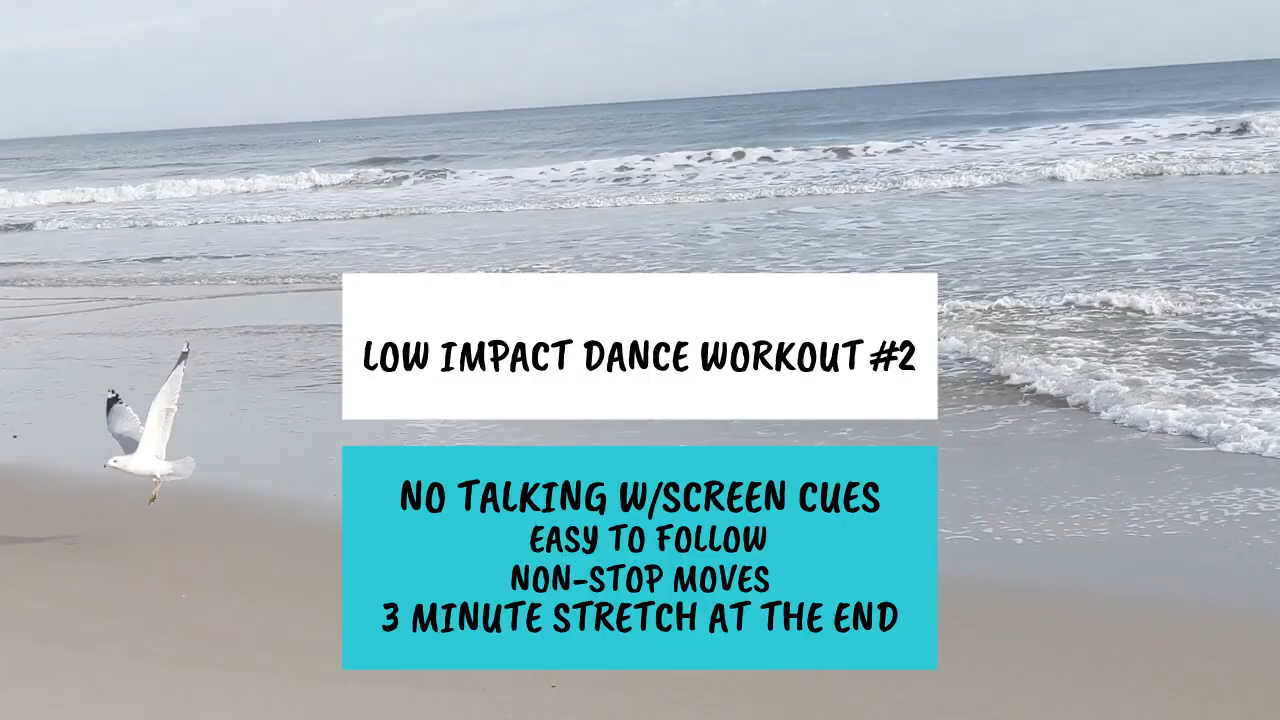 LOW IMPACT DANCE WORKOUT #2
NO TALKING W/SCREEN CUES
EASY TO FOLLOW
NON-STOP MOVES
3 MINUTE STRETCH AT THE END